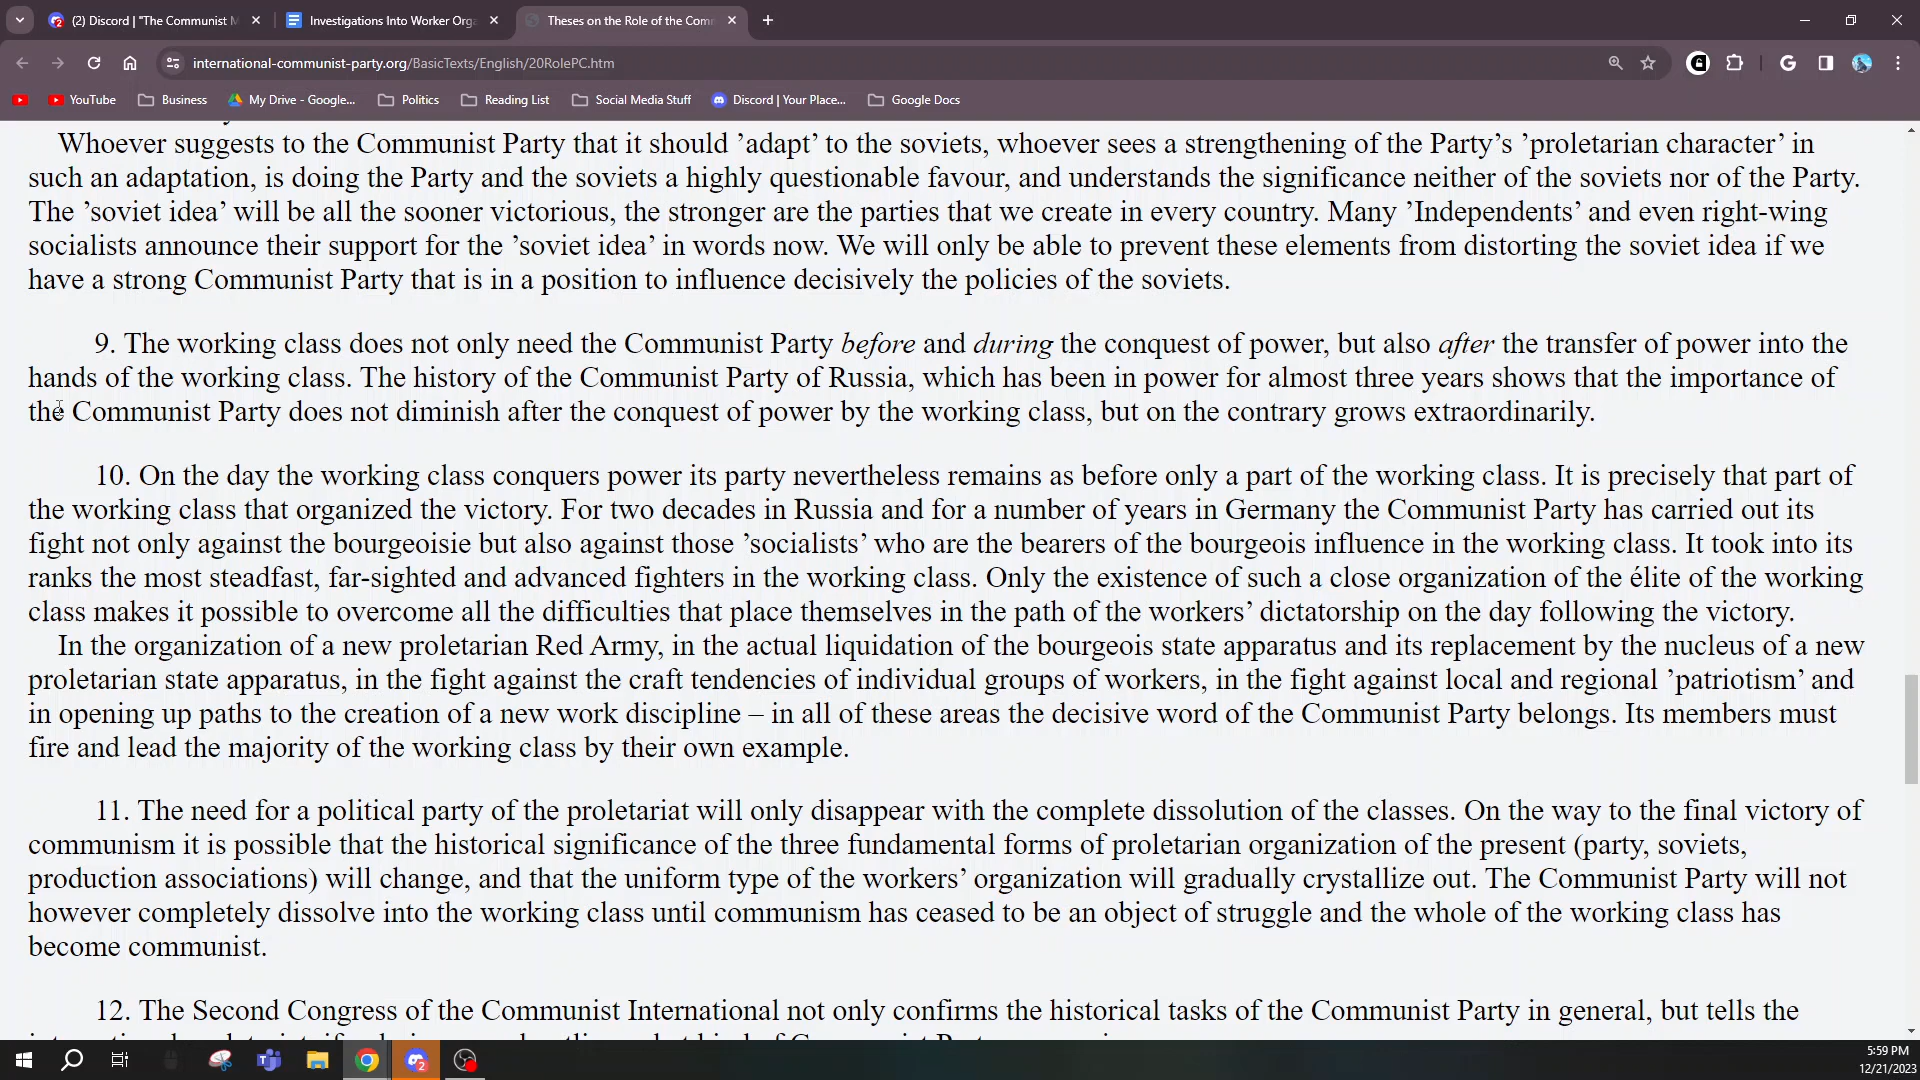 (2) Discord | "The Communist M
Investigations Into Worker Orga
Theses on the Role of the Com
international-communist-party.org/BasicTexts/English/20RolePC.htm
YouTube
Business
My Drive - Google...
Politics
Reading List
Social Media Stuff
Discord | Your Place...
Google Docs
Whoever suggests to the Communist Party that it should ’adapt’ to the soviets, whoever sees a strengthening of the Party’s ’proletarian character’ in
such an adaptation, is doing the Party and the soviets a highly questionable favour, and understands the significance neither of the soviets nor of the Party.
The ’soviet idea’ will be all the sooner victorious, the stronger are the parties that we create in every country. Many ’Independents’ and even right-wing
socialists announce their support for the ’soviet idea’ in words now. We will only be able to prevent these elements from distorting the soviet idea if we
have a strong Communist Party that is in a position to influence decisively the policies of the soviets.
9. The working class does not only need the Communist Party before and during the conquest of power, but also after the transfer of power into the
hands of the working class. The history of the Communist Party of Russia, which has been in power for almost three years shows that the importance of
the Communist Party does not diminish after the conquest of power by the working class, but on the contrary grows extraordinarily.
10. On the day the working class conquers power its party nevertheless remains as before only a part of the working class. It is precisely that part of
the working class that organized the victory. For two decades in Russia and for a number of years in Germany the Communist Party has carried out its
fight not only against the bourgeoisie but also against those ’socialists’ who are the bearers of the bourgeois influence in the working class. It took into its
ranks the most steadfast, far-sighted and advanced fighters in the working class. Only the existence of such a close organization of the élite of the working
class makes it possible to overcome all the difficulties that place themselves in the path of the workers’ dictatorship on the day following the victory.
In the organization of a new proletarian Red Army, in the actual liquidation of the bourgeois state apparatus and its replacement by the nucleus of a new
proletarian state apparatus, in the fight against the craft tendencies of individual groups of workers, in the fight against local and regional ’patriotism’ and
in opening up paths to the creation of a new work discipline – in all of these areas the decisive word of the Communist Party belongs. Its members must
fire and lead the majority of the working class by their own example.
11. The need for a political party of the proletariat will only disappear with the complete dissolution of the classes. On the way to the final victory of
communism it is possible that the historical significance of the three fundamental forms of proletarian organization of the present (party, soviets,
production associations) will change, and that the uniform type of the workers’ organization will gradually crystallize out. The Communist Party will not
however completely dissolve into the working class until communism has ceased to be an object of struggle and the whole of the working class has
become communist.
12. The Second Congress of the Communist International not only confirms the historical tasks of the Communist Party in general, but tells the
5:59 PM
12/21/2023